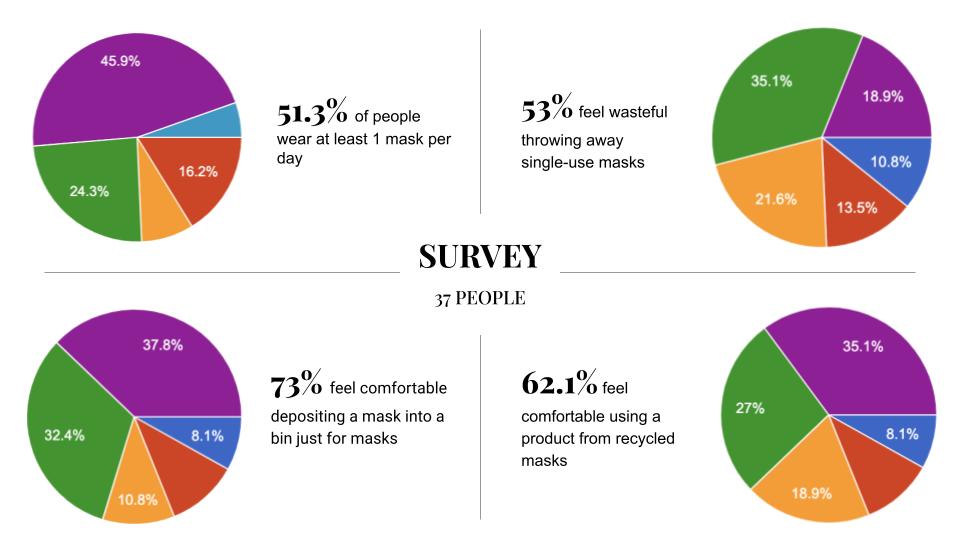 45.9%
24.3%
16.2%
51.3% of people
wear at least 1 mask per
day
53% feel wasteful
throwing away
single-use masks
35.1%
18.9%
10.8%
13.5%
21.6%
SURVEY
37 PEOPLE
37.8%
32.4%
8.1%
10.8%
73% feel comfortable
depositing a mask into a
bin just for masks
62.1% feel
comfortable using a
product from recycled
masks
35.1%
27%
8.1%
18.9%